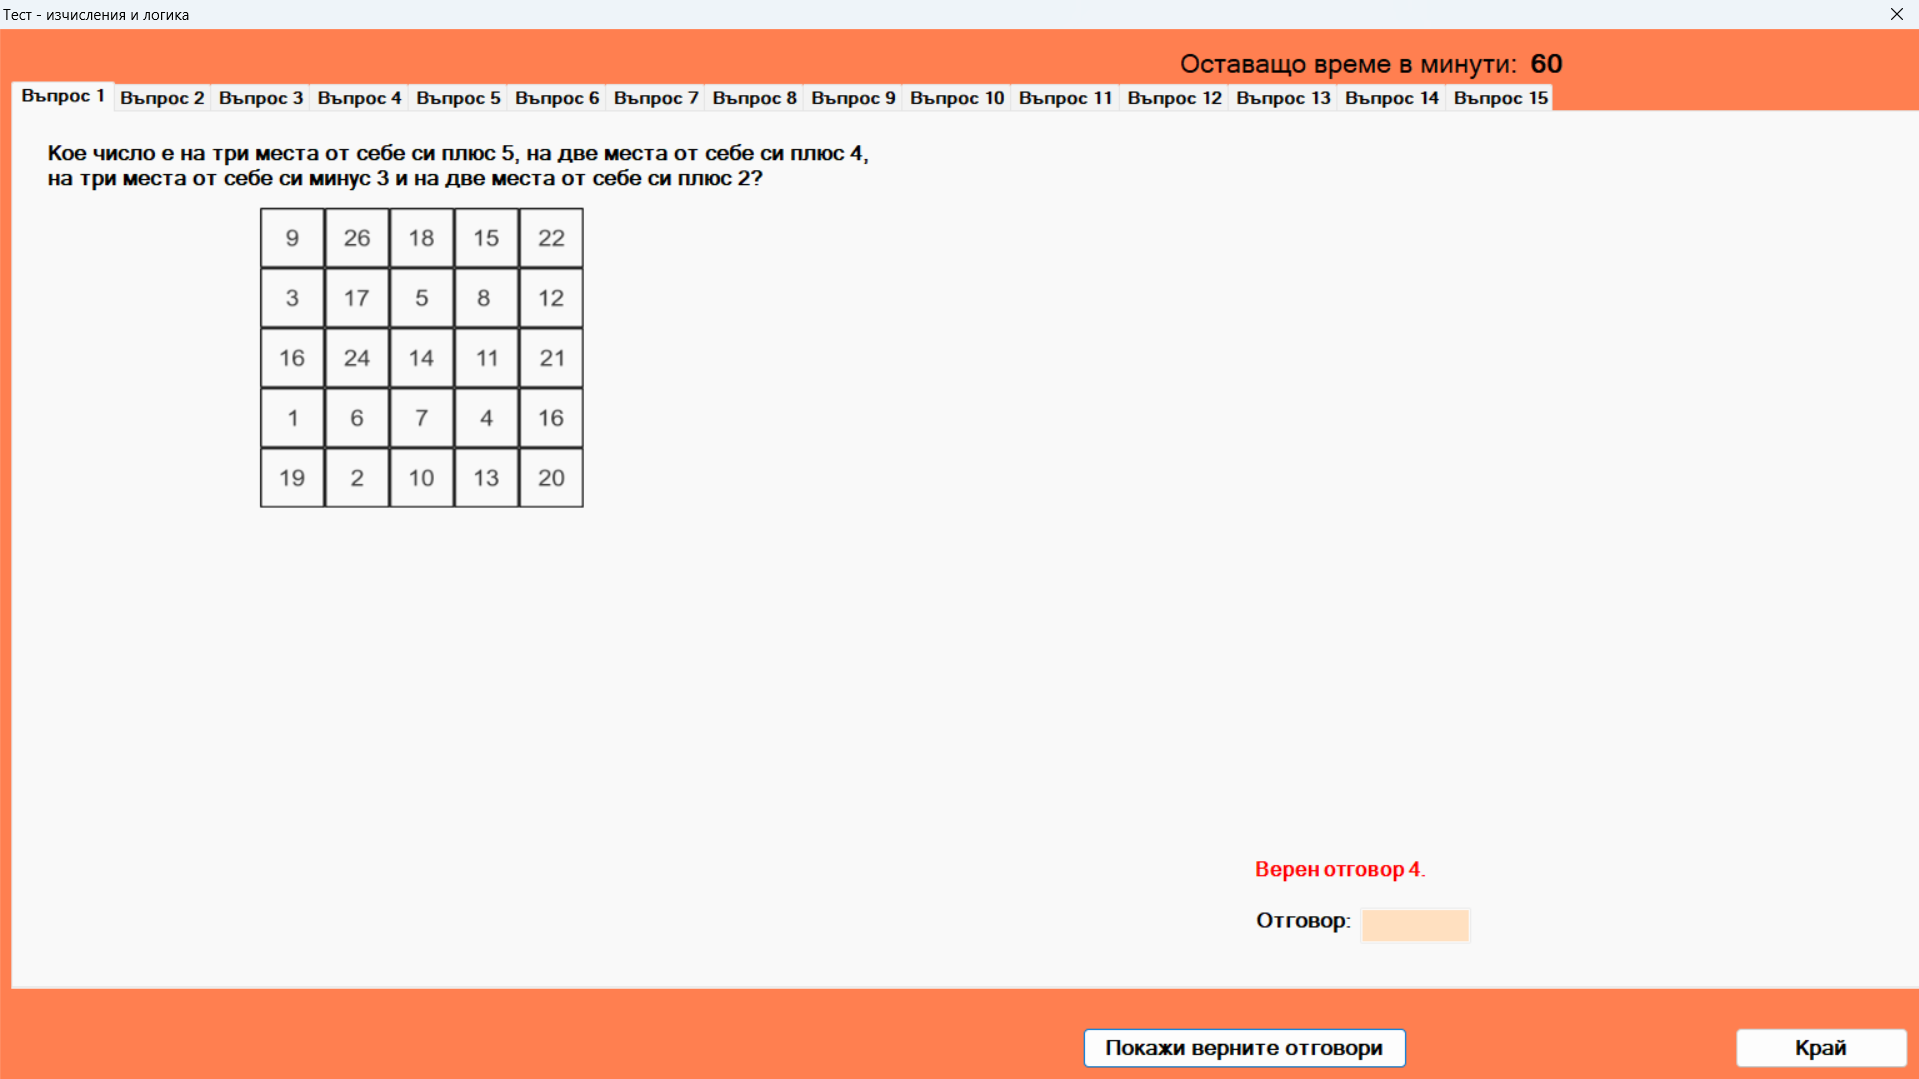 Тест - изчисления и логика
Оставащо време в минути: 60
Въпрос 1 Въпрос 2 Въпрос 3 Въпрос 4 Въпрос 5 Въпрос 6 Въпрос 7 Въпрос 8 Въпрос 9 Въпрос 10 Въпрос 11 Въпрос 12 Въпрос 13 Въпрос 14 Въпрос 15
Кое число е на три места от себе си плюс 5, на две места от себе си плюс 4,
на три места от себе си минус 3 и на две места от себе си плюс 2?
9 26 18 15 22
3 17 5 8 12
16 24 14 11 21
1 6 7 4 16
19 2 10 13 20
Верен отговор 4.
Отговор:
Покажи верните отговори
Край